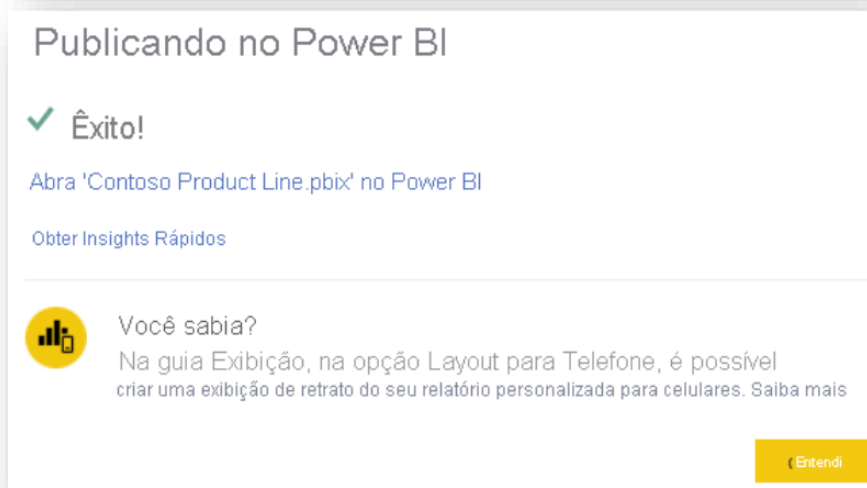 Publicando no Power BI
Êxito!
Abra 'Contoso Product Line.pbix' no Power BI
Obter Insights Rápidos
Você sabia?
Na guia Exibição, na opção Layout para Telefone, é possível
criar uma exibição de retrato do seu relatório personalizada para celulares. Saiba mais
Entendi